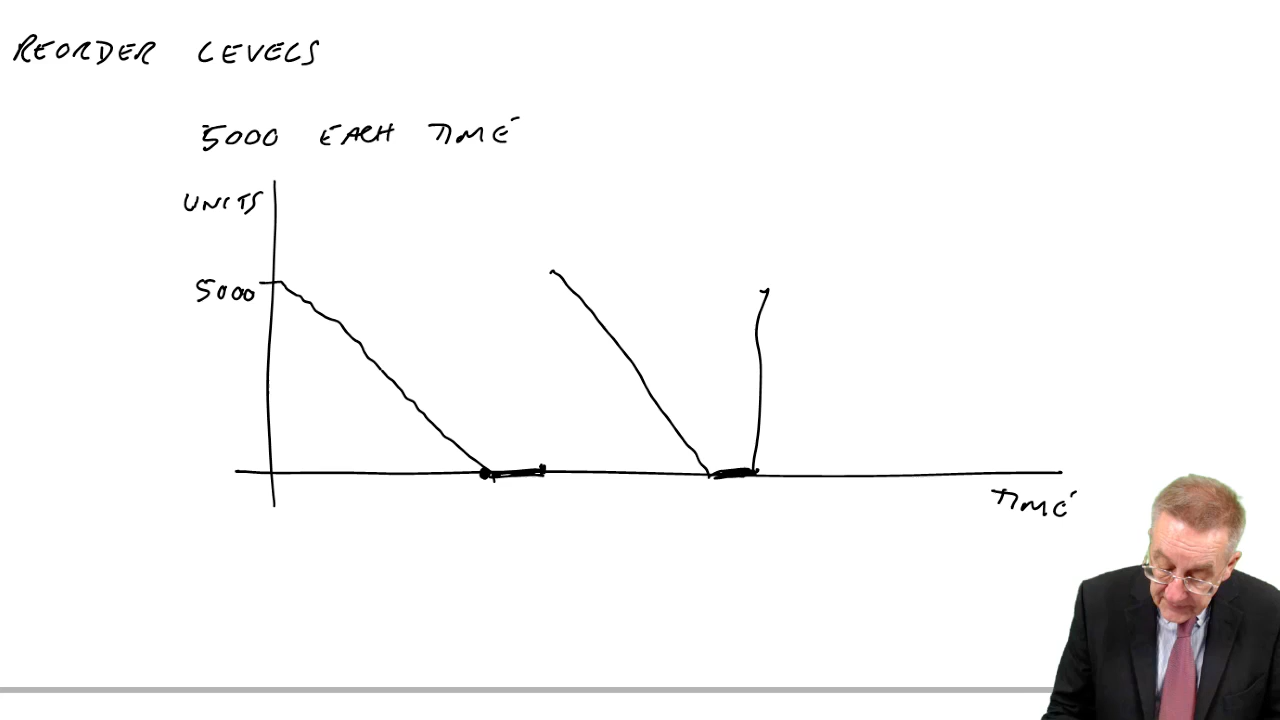 REORDER LEVELS
5000 EACH TIME
UNITS
5000
TIME